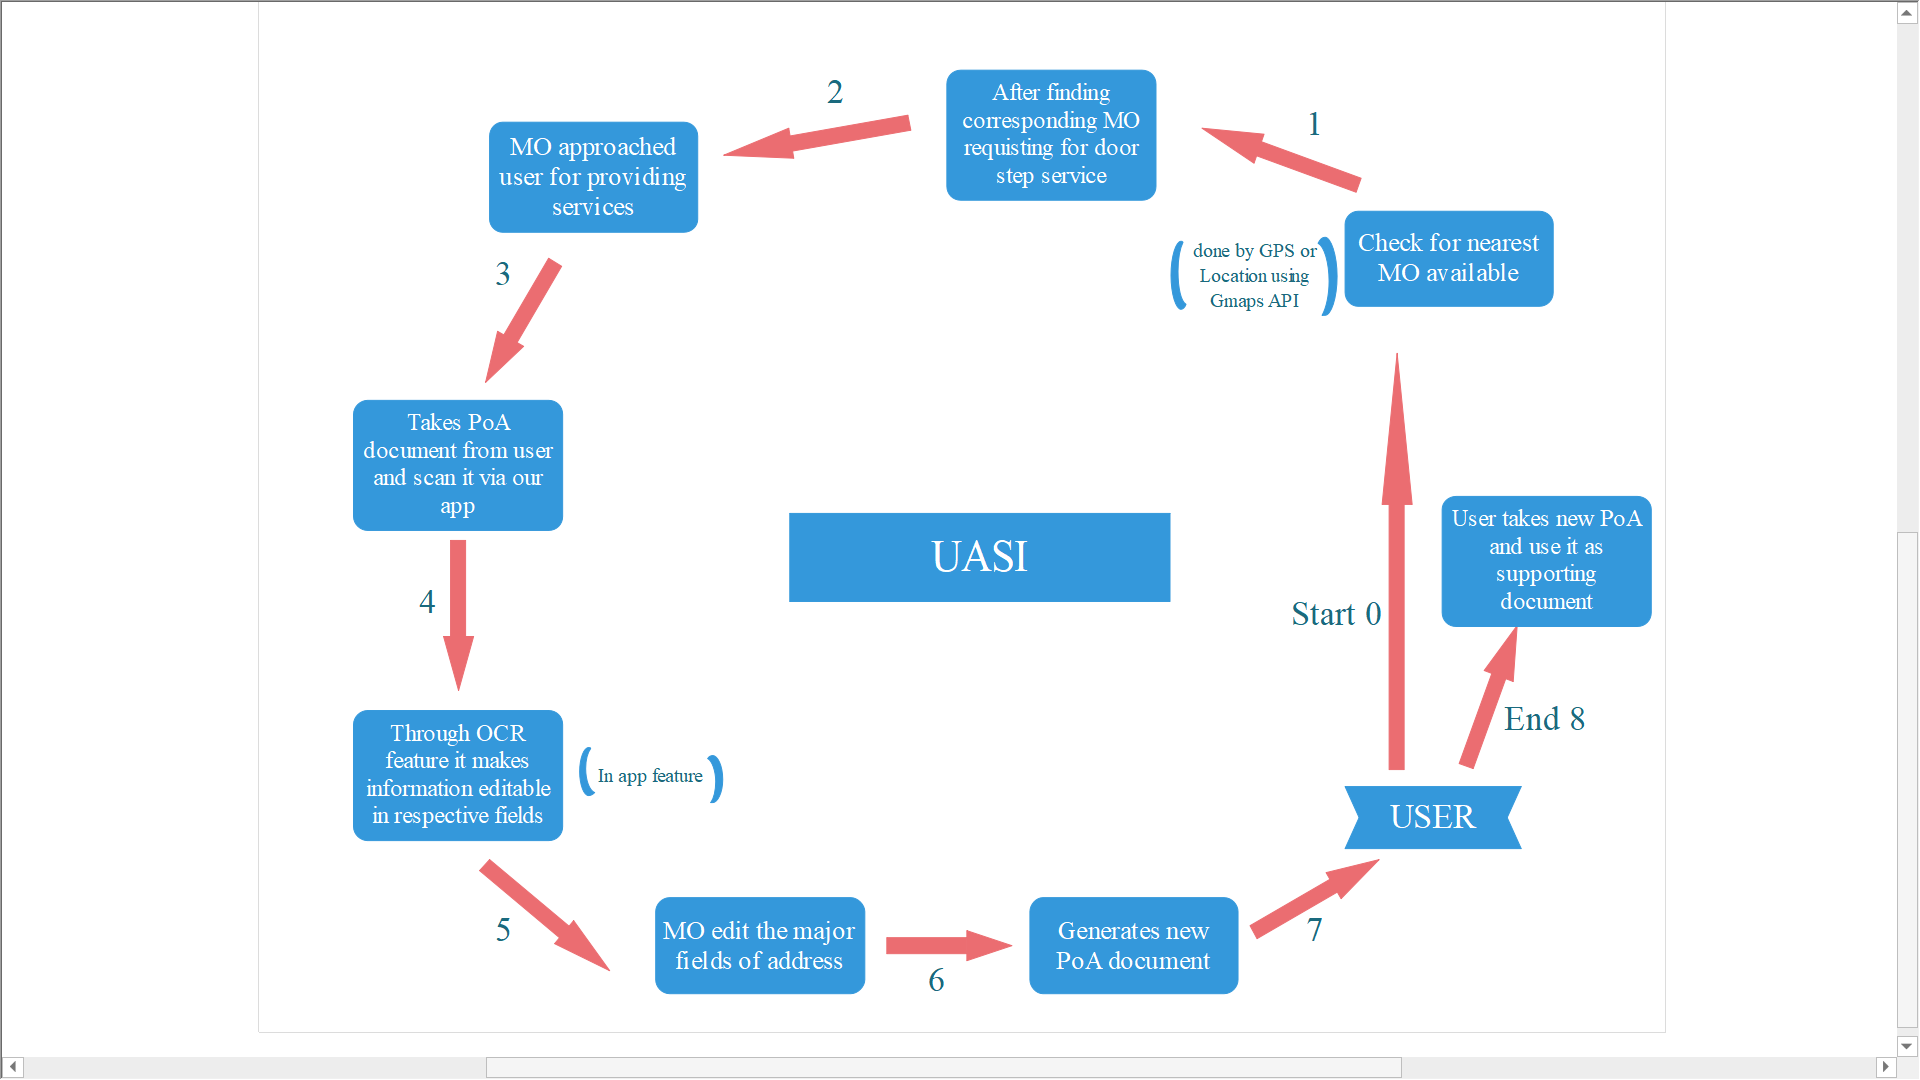 2
After finding
corresponding MO
requisting for door
step service
1
MO approached
user for providing
services
Check for nearest
MO available
done by GPS or
Location using
Gmaps API
3
Takes PoA
document from user
and scan it via our
app
UASI
User takes new PoA
and use it as
supporting
document
4
Start 0
End 8
Through OCR
feature it makes
information editable
in respective fields
In app feature
USER
5
MO edit the major
fields of address
6
Generates new
PoA document
7